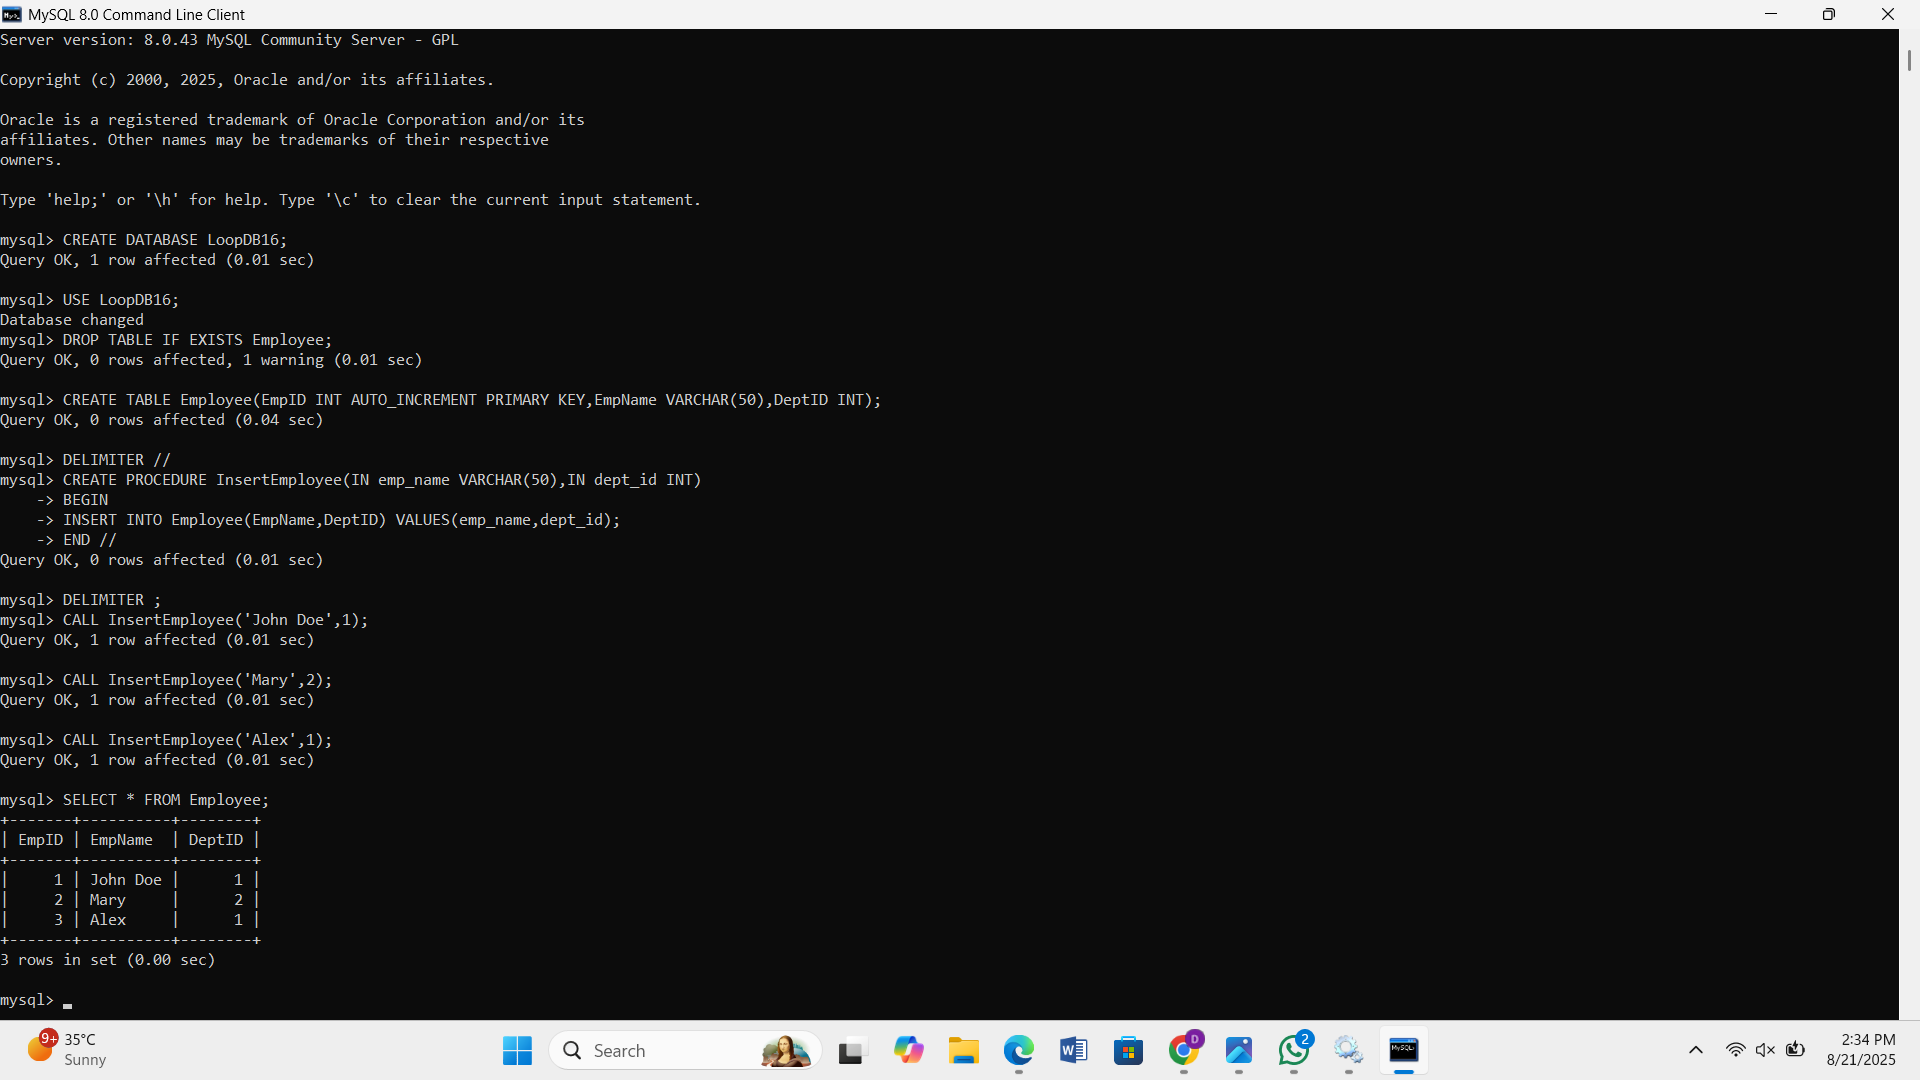 MySQL 8.0 Command Line Client
Server version: 8.0.43 MySQL Community Server - GPL
Copyright (c) 2000, 2025, Oracle and/or its affiliates.
Oracle is a registered trademark of Oracle Corporation and/or its
affiliates. Other names may be trademarks of their respective
owners.
Type 'help;' or '\h' for help. Type '\c' to clear the current input statement.
mysql> CREATE DATABASE LoopDB16;
Query OK, 1 row affected (0.01 sec)
mysql> USE LoopDB16;
Database changed
mysql> DROP TABLE IF EXISTS Employee;
Query OK, 0 rows affected, 1 warning (0.01 sec)
mysql> CREATE TABLE Employee(EmpID INT AUTO_INCREMENT PRIMARY KEY,EmpName VARCHAR(50),DeptID INT);
Query OK, 0 rows affected (0.04 sec)
mysql> DELIMITER //
mysql> CREATE PROCEDURE InsertEmployee(IN emp_name VARCHAR(50),IN dept_id INT)
    -> BEGIN
    -> INSERT INTO Employee(EmpName,DeptID) VALUES(emp_name,dept_id);
    -> END //
Query OK, 0 rows affected (0.01 sec)
mysql> DELIMITER ;
mysql> CALL InsertEmployee('John Doe',1);
Query OK, 1 row affected (0.01 sec)
mysql> CALL InsertEmployee('Mary',2);
Query OK, 1 row affected (0.01 sec)
mysql> CALL InsertEmployee('Alex',1);
Query OK, 1 row affected (0.01 sec)
mysql> SELECT * FROM Employee;
+-------+----------+--------+
| EmpID | EmpName  | DeptID |
+-------+----------+--------+
|     1 | John Doe |      1 |
|     2 | Mary     |      2 |
|     3 | Alex     |      1 |
+-------+----------+--------+
3 rows in set (0.00 sec)
mysql>
9+
35°C
Sunny
Search
D
2
MySQL>
2:34 PM
8/21/2025